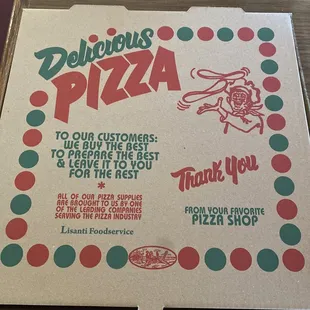 Delicious
PIZZA
TO OUR CUSTOMERS:
WE BUY THE BEST
TO PREPARE THE BEST
& LEAVE IT TO YOU
FOR THE REST
*
ALL OF OUR PIZZA SUPPLIES
ARE BROUGHT TO US BY ONE
OF THE LEADING COMPANIES
SERVING THE PIZZA INDUSTRY
Lisanti Foodservice
Thank You
FROM YOUR FAVORITE
PIZZA SHOP